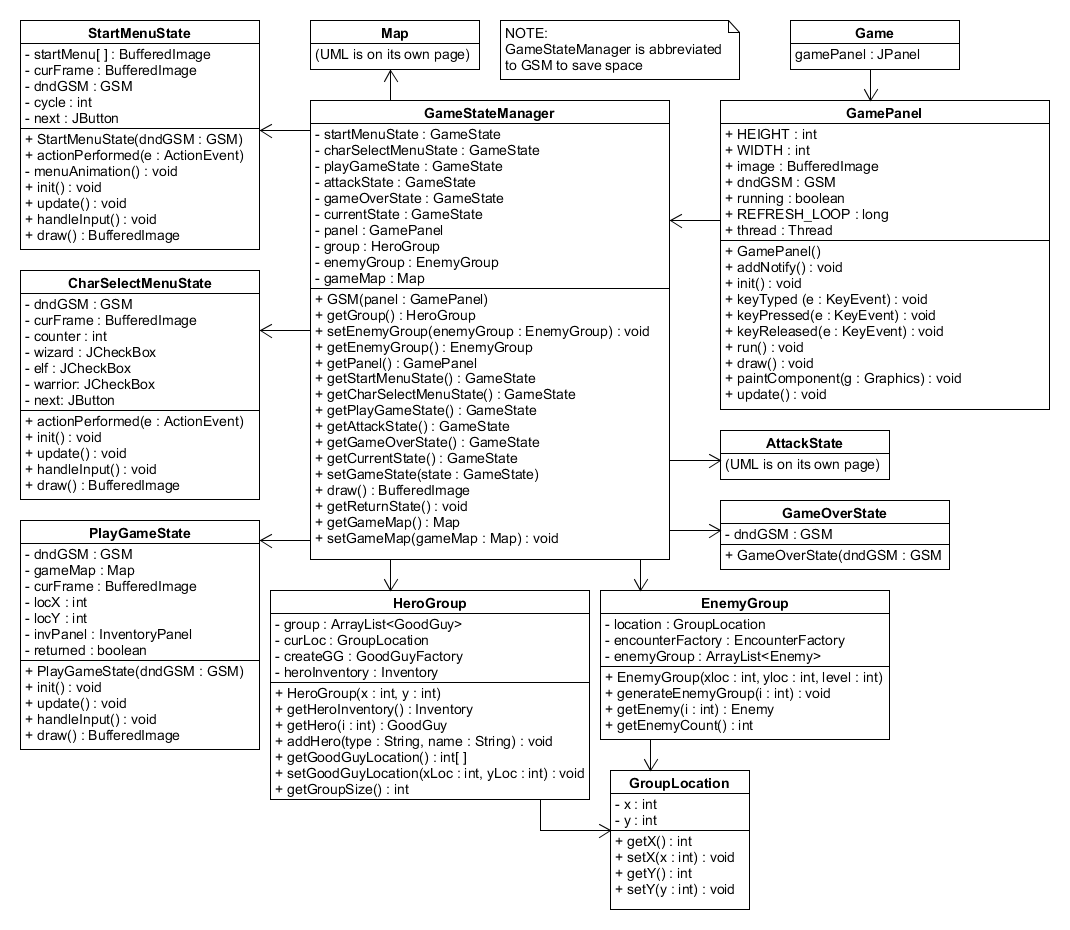 StartMenuState
- startMenu[ ] : BufferedImage
- curFrame : BufferedImage
- dndGSM : GSM
- cycle : int
- next : JButton
+ StartMenuState(dndGSM : GSM)
+ actionPerformed(e : ActionEvent)
- menuAnimation() : void
+ init() : void
+ update() : void
+ handleInput() : void
+ draw() : BufferedImage
Map
(UML is on its own page)
NOTE:
GameStateManager is abbreviated
to GSM to save space
Game
gamePanel : JPanel
GameStateManager
- startMenuState : GameState
- charSelectMenuState : GameState
- playGameState : GameState
- attackState : GameState
- gameOverState : GameState
- currentState : GameState
- panel : GamePanel
- group : HeroGroup
- enemyGroup : EnemyGroup
- gameMap : Map
+ GSM(panel : GamePanel)
+ getGroup() : HeroGroup
+ setEnemyGroup(enemyGroup : EnemyGroup) : void
+ getEnemyGroup() : EnemyGroup
+ getPanel() : GamePanel
+ getStartMenuState() : GameState
+ getCharSelectMenuState() : GameState
+ getPlayGameState() : GameState
+ getAttackState() : GameState
+ getGameOverState() : GameState
+ getCurrentState() : GameState
+ setGameState(state : GameState)
+ draw() : BufferedImage
+ getReturnState() : void
+ getGameMap() : Map
+ setGameMap(gameMap : Map) : void
GamePanel
+ HEIGHT : int
+ WIDTH : int
+ image : BufferedImage
+ dndGSM : GSM
+ running : boolean
+ REFRESH_LOOP : long
+ thread : Thread
+ GamePanel()
+ addNotify() : void
+ init() : void
+ keyTyped (e : KeyEvent) : void
+ keyPressed(e : KeyEvent) : void
+ keyReleased(e : KeyEvent) : void
+ run() : void
+ draw() : void
+ paintComponent(g : Graphics) : void
+ update() : void
CharSelectMenuState
- dndGSM : GSM
- curFrame : BufferedImage
- counter : int
- wizard : JCheckBox
- elf : JCheckBox
- warrior: JCheckBox
- next: JButton
+ actionPerformed(e : ActionEvent)
+ init() : void
+ update() : void
+ handleInput() : void
+ draw() : BufferedImage
AttackState
(UML is on its own page)
GameOverState
- dndGSM : GSM
+ GameOverState(dndGSM : GSM
PlayGameState
- dndGSM : GSM
- gameMap : Map
- curFrame : BufferedImage
- locX : int
- locY : int
- invPanel : InventoryPanel
- returned : boolean
+ PlayGameState(dndGSM : GSM)
+ init() : void
+ update() : void
+ handleInput() : void
+ draw() : BufferedImage
HeroGroup
- group : ArrayList<GoodGuy>
- curLoc : GroupLocation
- createGG : GoodGuyFactory
- heroInventory : Inventory
+ HeroGroup(x : int, y : int)
+ getHeroInventory() : Inventory
+ getHero(i : int) : GoodGuy
+ addHero(type : String, name : String) : void
+ getGoodGuyLocation() : int[ ]
+ setGoodGuyLocation(xLoc : int, yLoc : int) : void
+ getGroupSize() : int
EnemyGroup
- location : GroupLocation
- encounterFactory : EncounterFactory
- enemyGroup : ArrayList<Enemy>
+ EnemyGroup(xloc : int, yloc : int, level : int)
+ generateEnemyGroup(i : int) : void
+ getEnemy(i : int) : Enemy
+ getEnemyCount() : int
GroupLocation
- x : int
- y : int
+ getX() : int
+ setX(x : int) : void
+ getY() : int
+ setY(y : int) : void